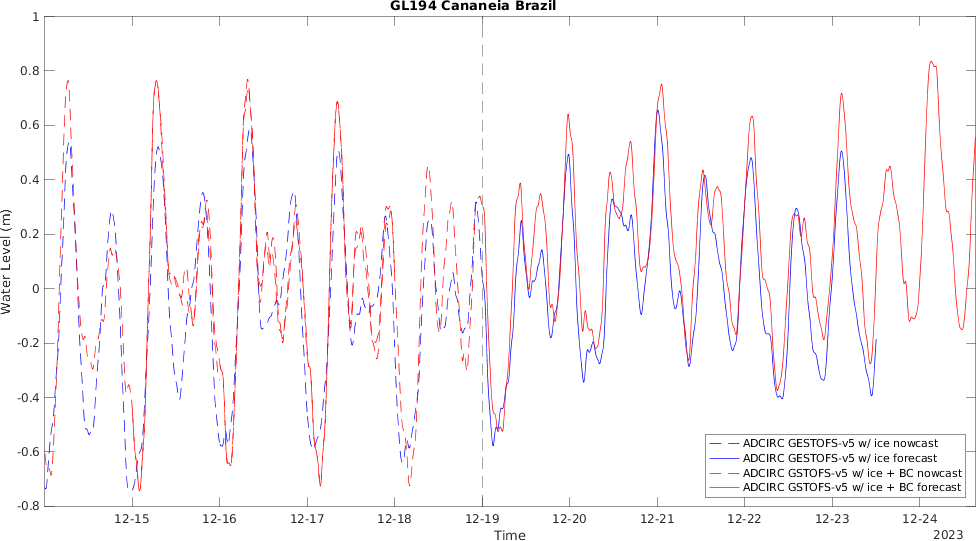 GL194 Cananeia Brazil
1
0.8
0.6
0.4
0.2
0
-0.2
-0.4
-0.6
-0.8
Water Level (m)
ADCIRC GESTOFS-v5 w/ ice nowcast
ADCIRC GESTOFS-v5 w/ ice forecast
ADCIRC GSTOFS-v5 w/ ice + BC nowcast
ADCIRC GSTOFS-v5 w/ ice + BC forecast
12-15 12-16 12-17 12-18 12-19 12-20 12-21 12-22 12-23 12-24
Time
2023